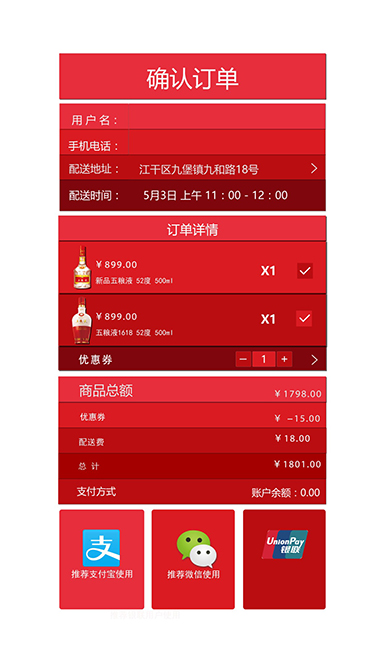 确认订单
用户名：
手机电话：
配送地址： 江干区九堡镇九和路18号
配送时间： 5月3日 上午 11：00 - 12：00
订单详情
￥899.00
新品五粮液 52度 500ml
X1
￥899.00
五粮液1618 52度 500ml
X1
优惠券 − 1 +
商品总额 ￥1798.00
优惠券 ￥ −15.00
配送费 ￥18.00
总 计 ￥1801.00
支付方式 账户余额：0.00
支
推荐支付宝使用
推荐微信使用
UnionPay
银联